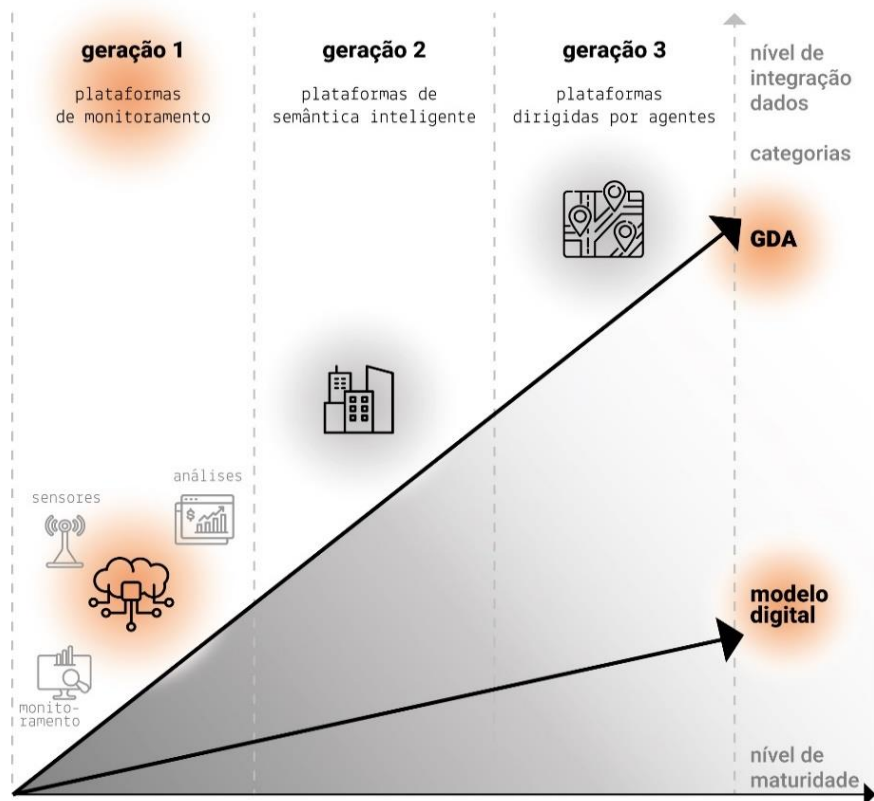 geração 1
plataformas
de monitoramento
geração 2
plataformas de
semântica inteligente
geração 3
plataformas
dirigidas por agentes
nível de
integração
dados
categorias
GDA
análises
sensores
monito-
ramento
modelo
digital
nível de
maturidade